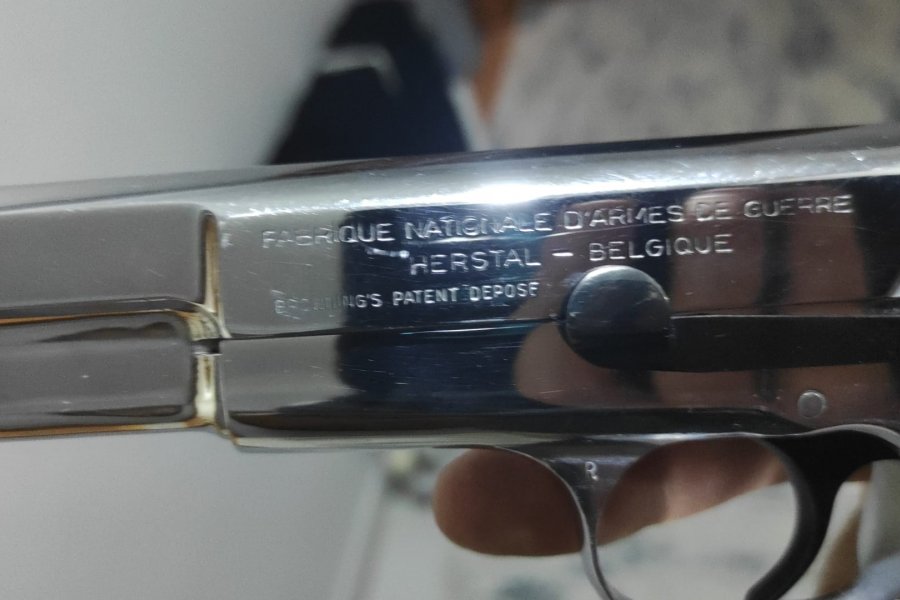 FABRIQUE NATIONALE D'ARMES DE GUERRE
HERSTAL – BELGIQUE
BROWNING'S PATENT DEPOSE
R